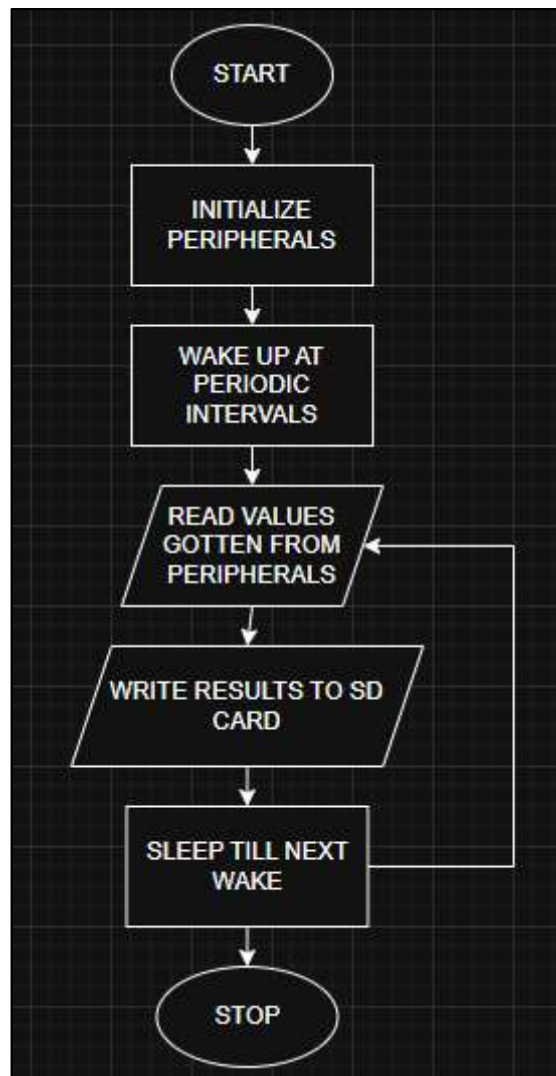 START
INITIALIZE
PERIPHERALS
WAKE UP AT
PERIODIC
INTERVALS
READ VALUES
GOTTEN FROM
PERIPHERALS
WRITE RESULTS TO SD
CARD
SLEEP TILL NEXT
WAKE
STOP